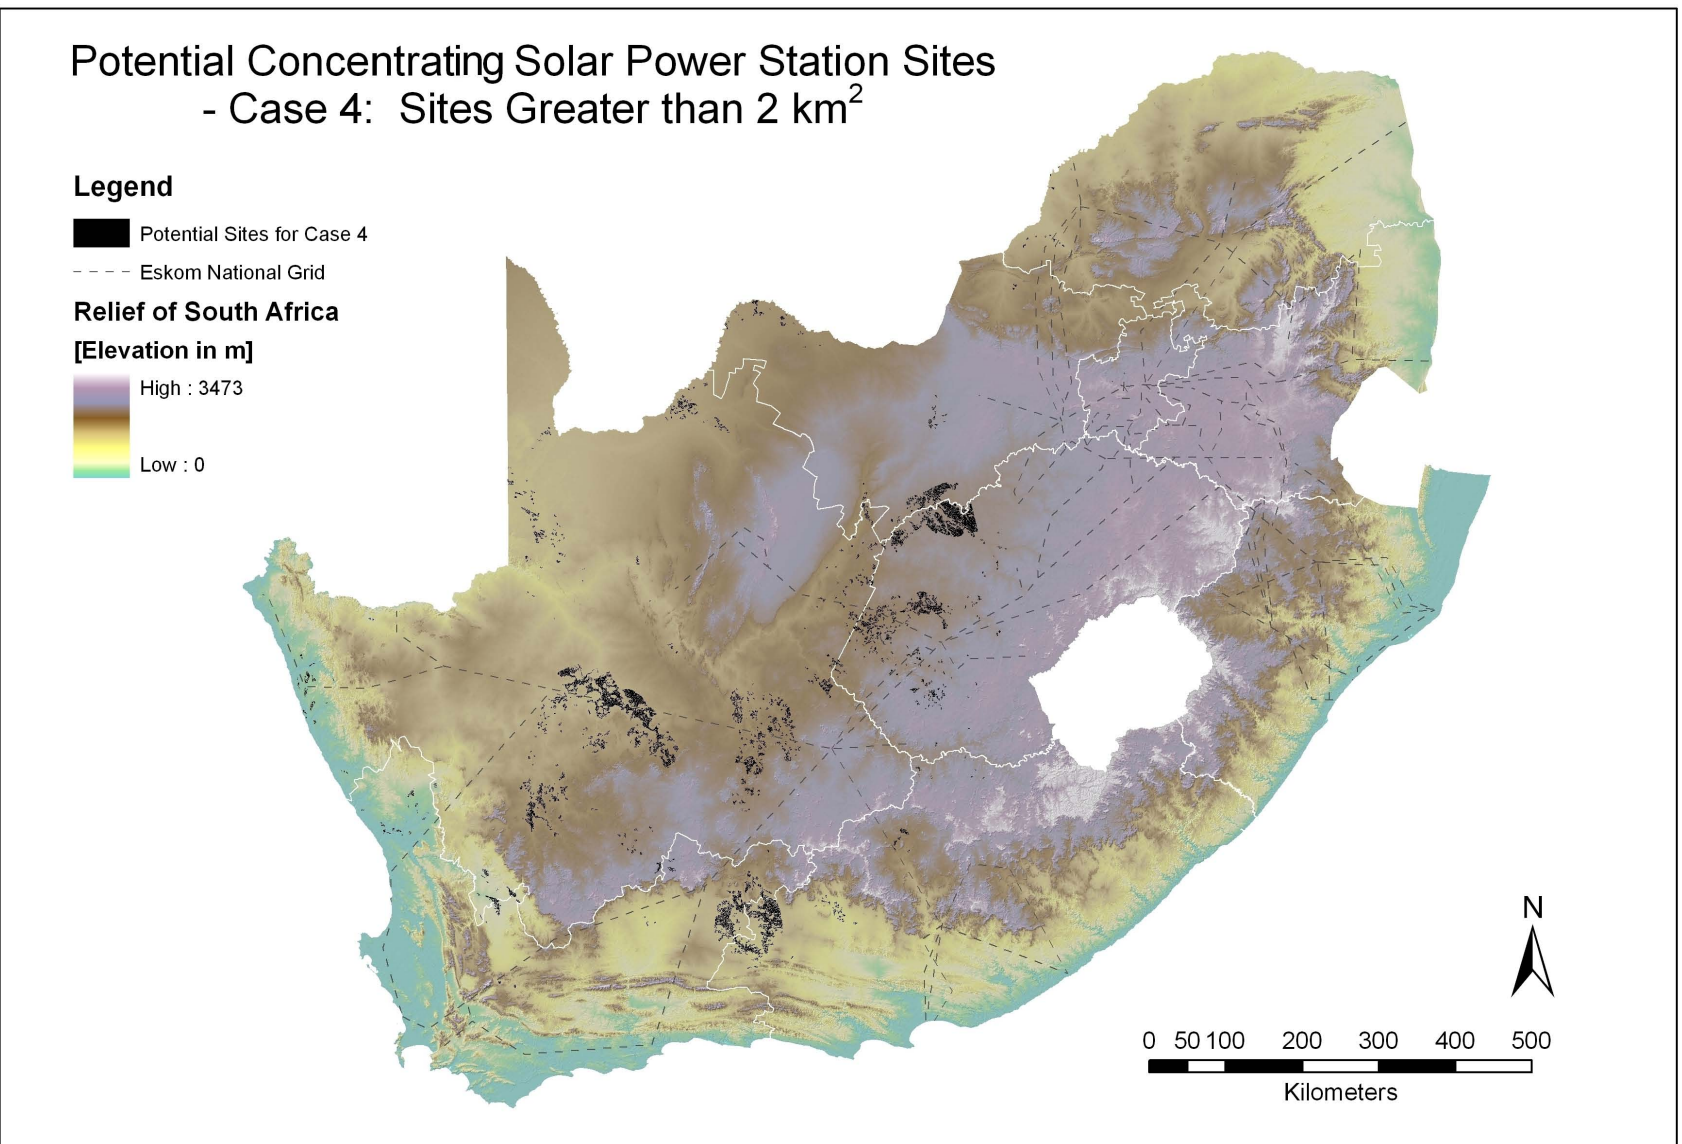 Potential Concentrating Solar Power Station Sites
- Case 4: Sites Greater than 2 km²
Legend
Potential Sites for Case 4
Eskom National Grid
Relief of South Africa
[Elevation in m]
High : 3473
Low : 0
N
0 50 100 200 300 400 500
Kilometers